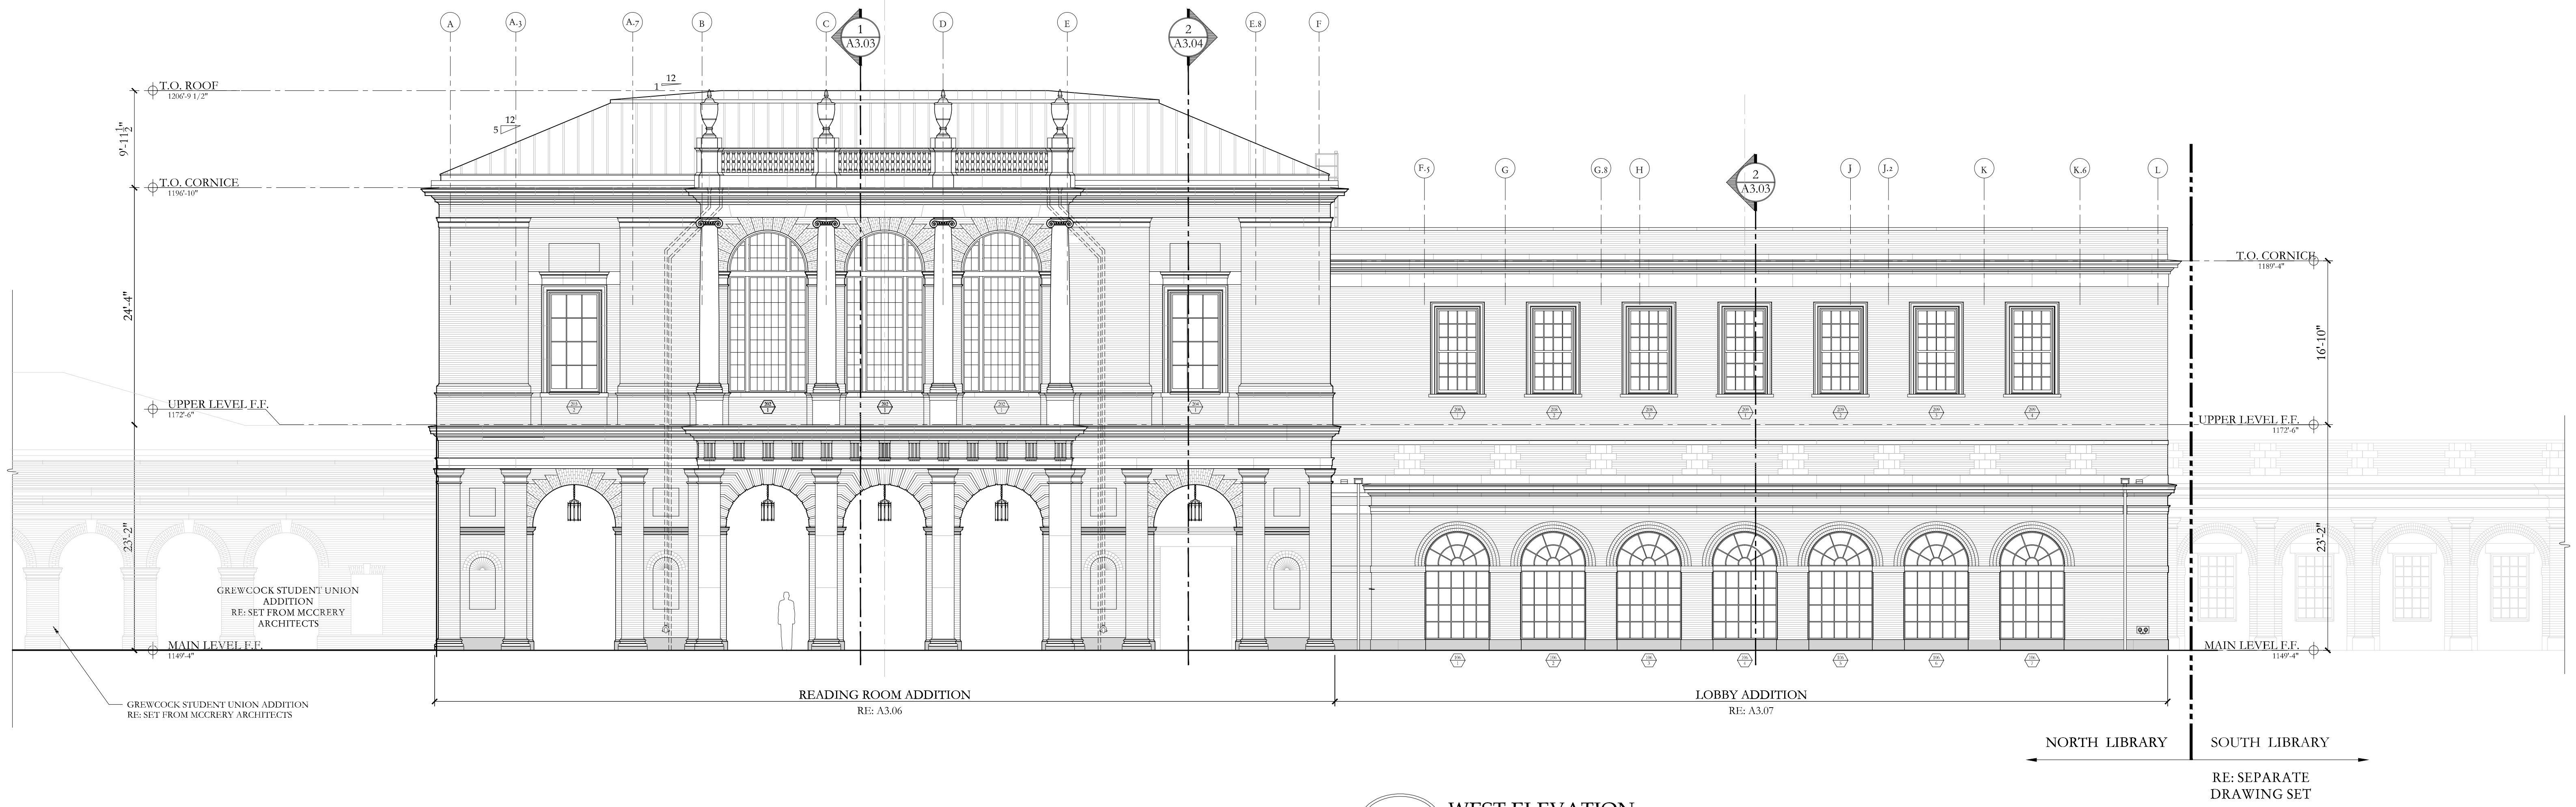 A
A.3
A.7
B
C
1
A3.03
D
E
2
A3.04
E.8
F
T.O. ROOF
1206'-9 1/2"
12
1
12
5
9'-11 1/2"
T.O. CORNICE
1196'-10"
F.5
G
G.8
H
2
A3.03
J
J.2
K
K.6
L
T.O. CORNICE
1189'-4"
24'-4"
16'-10"
UPPER LEVEL F.F.
1172'-6"
UPPER LEVEL F.F.
1172'-6"
23'-2"
23'-2"
GREWCOCK STUDENT UNION
ADDITION
RE: SET FROM MCCRERY
ARCHITECTS
MAIN LEVEL F.F.
1149'-4"
MAIN LEVEL F.F.
1149'-4"
GREWCOCK STUDENT UNION ADDITION
RE: SET FROM MCCRERY ARCHITECTS
READING ROOM ADDITION
RE: A3.06
LOBBY ADDITION
RE: A3.07
NORTH LIBRARY
SOUTH LIBRARY
RE: SEPARATE
DRAWING SET
WEST ELEVATION